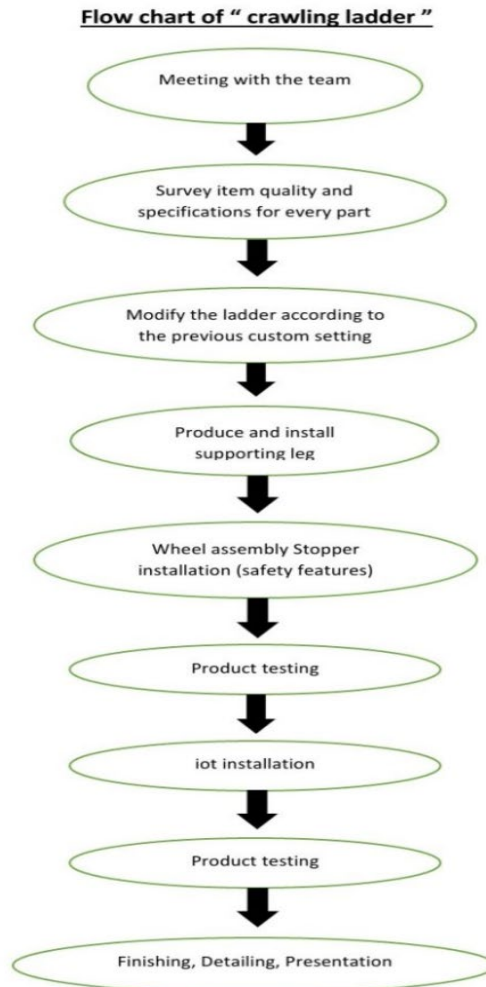 Flow chart of “ crawling ladder ”
Meeting with the team
Survey item quality and
specifications for every part
Modify the ladder according to
the previous custom setting
Produce and install
supporting leg
Wheel assembly Stopper
installation (safety features)
Product testing
iot installation
Product testing
Finishing, Detailing, Presentation